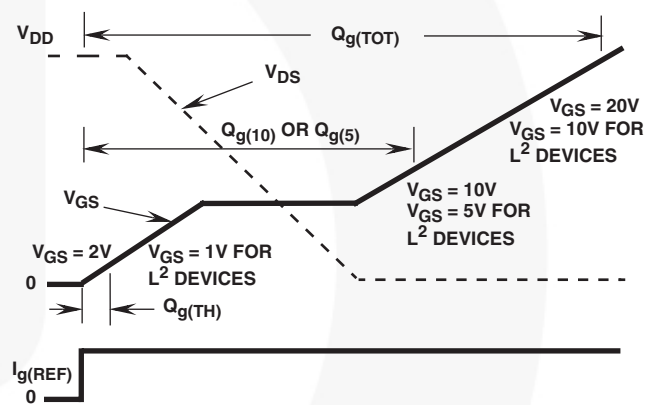 V_DD
Q_g(TOT)
V_DS
V_GS = 20V
V_GS = 10V FOR
L² DEVICES
Q_g(10) OR Q_g(5)
V_GS
V_GS = 10V
V_GS = 5V FOR
L² DEVICES
V_GS = 2V
V_GS = 1V FOR
L² DEVICES
0
Q_g(TH)
I_g(REF)
0